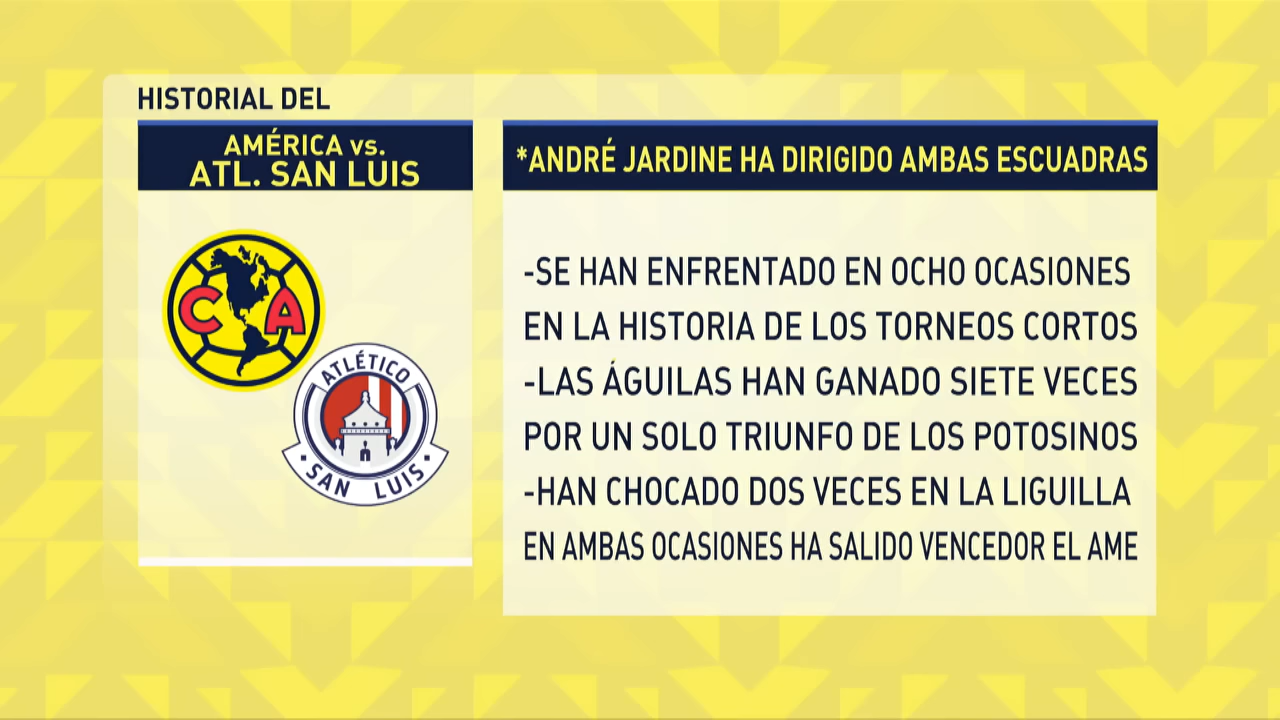 HISTORIAL DEL
AMÉRICA vs.
ATL. SAN LUIS
C A
ATLÉTICO
SAN LUIS
*ANDRÉ JARDINE HA DIRIGIDO AMBAS ESCUADRAS
-SE HAN ENFRENTADO EN OCHO OCASIONES
EN LA HISTORIA DE LOS TORNEOS CORTOS
-LAS ÁGUILAS HAN GANADO SIETE VECES
POR UN SOLO TRIUNFO DE LOS POTOSINOS
-HAN CHOCADO DOS VECES EN LA LIGUILLA
EN AMBAS OCASIONES HA SALIDO VENCEDOR EL AME